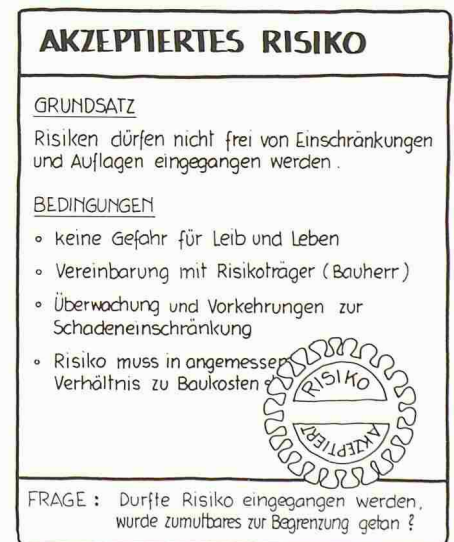 AKZEPTIERTES RISIKO
GRUNDSATZ
Risiken dürfen nicht frei von Einschränkungen
und Auflagen eingegangen werden.
BEDINGUNGEN
∘ keine Gefahr für Leib und Leben
∘ Vereinbarung mit Risikoträger (Bauherr)
∘ Überwachung und Vorkehrungen zur
Schadeneinschränkung
∘ Risiko muss in
Verhältnis zu Baukosten
RISIKO
AKZEPTIERT
FRAGE: Durfte Risiko eingegangen werden,
wurde zumutbares zur Begrenzung getan?